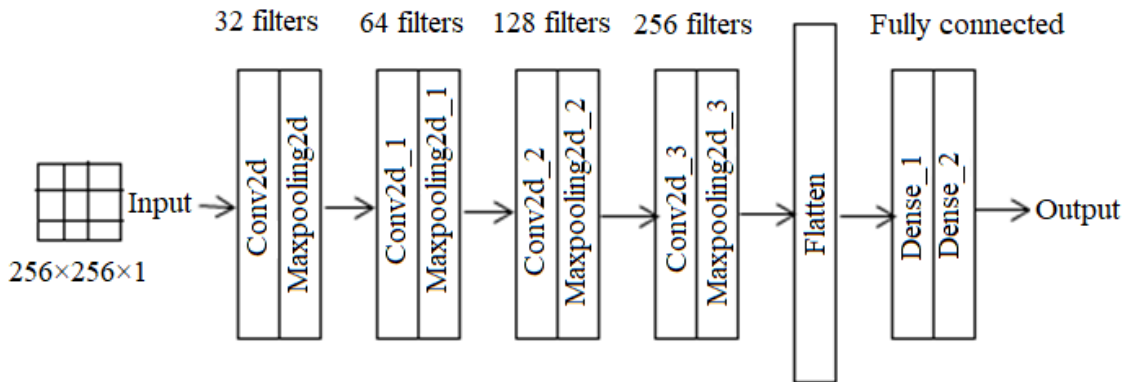 32 filters
64 filters
128 filters
256 filters
Fully connected
Input
256×256×1
Conv2d
Maxpooling2d
Conv2d_1
Maxpooling2d_1
Conv2d_2
Maxpooling2d_2
Conv2d_3
Maxpooling2d_3
Flatten
Dense_1
Dense_2
Output